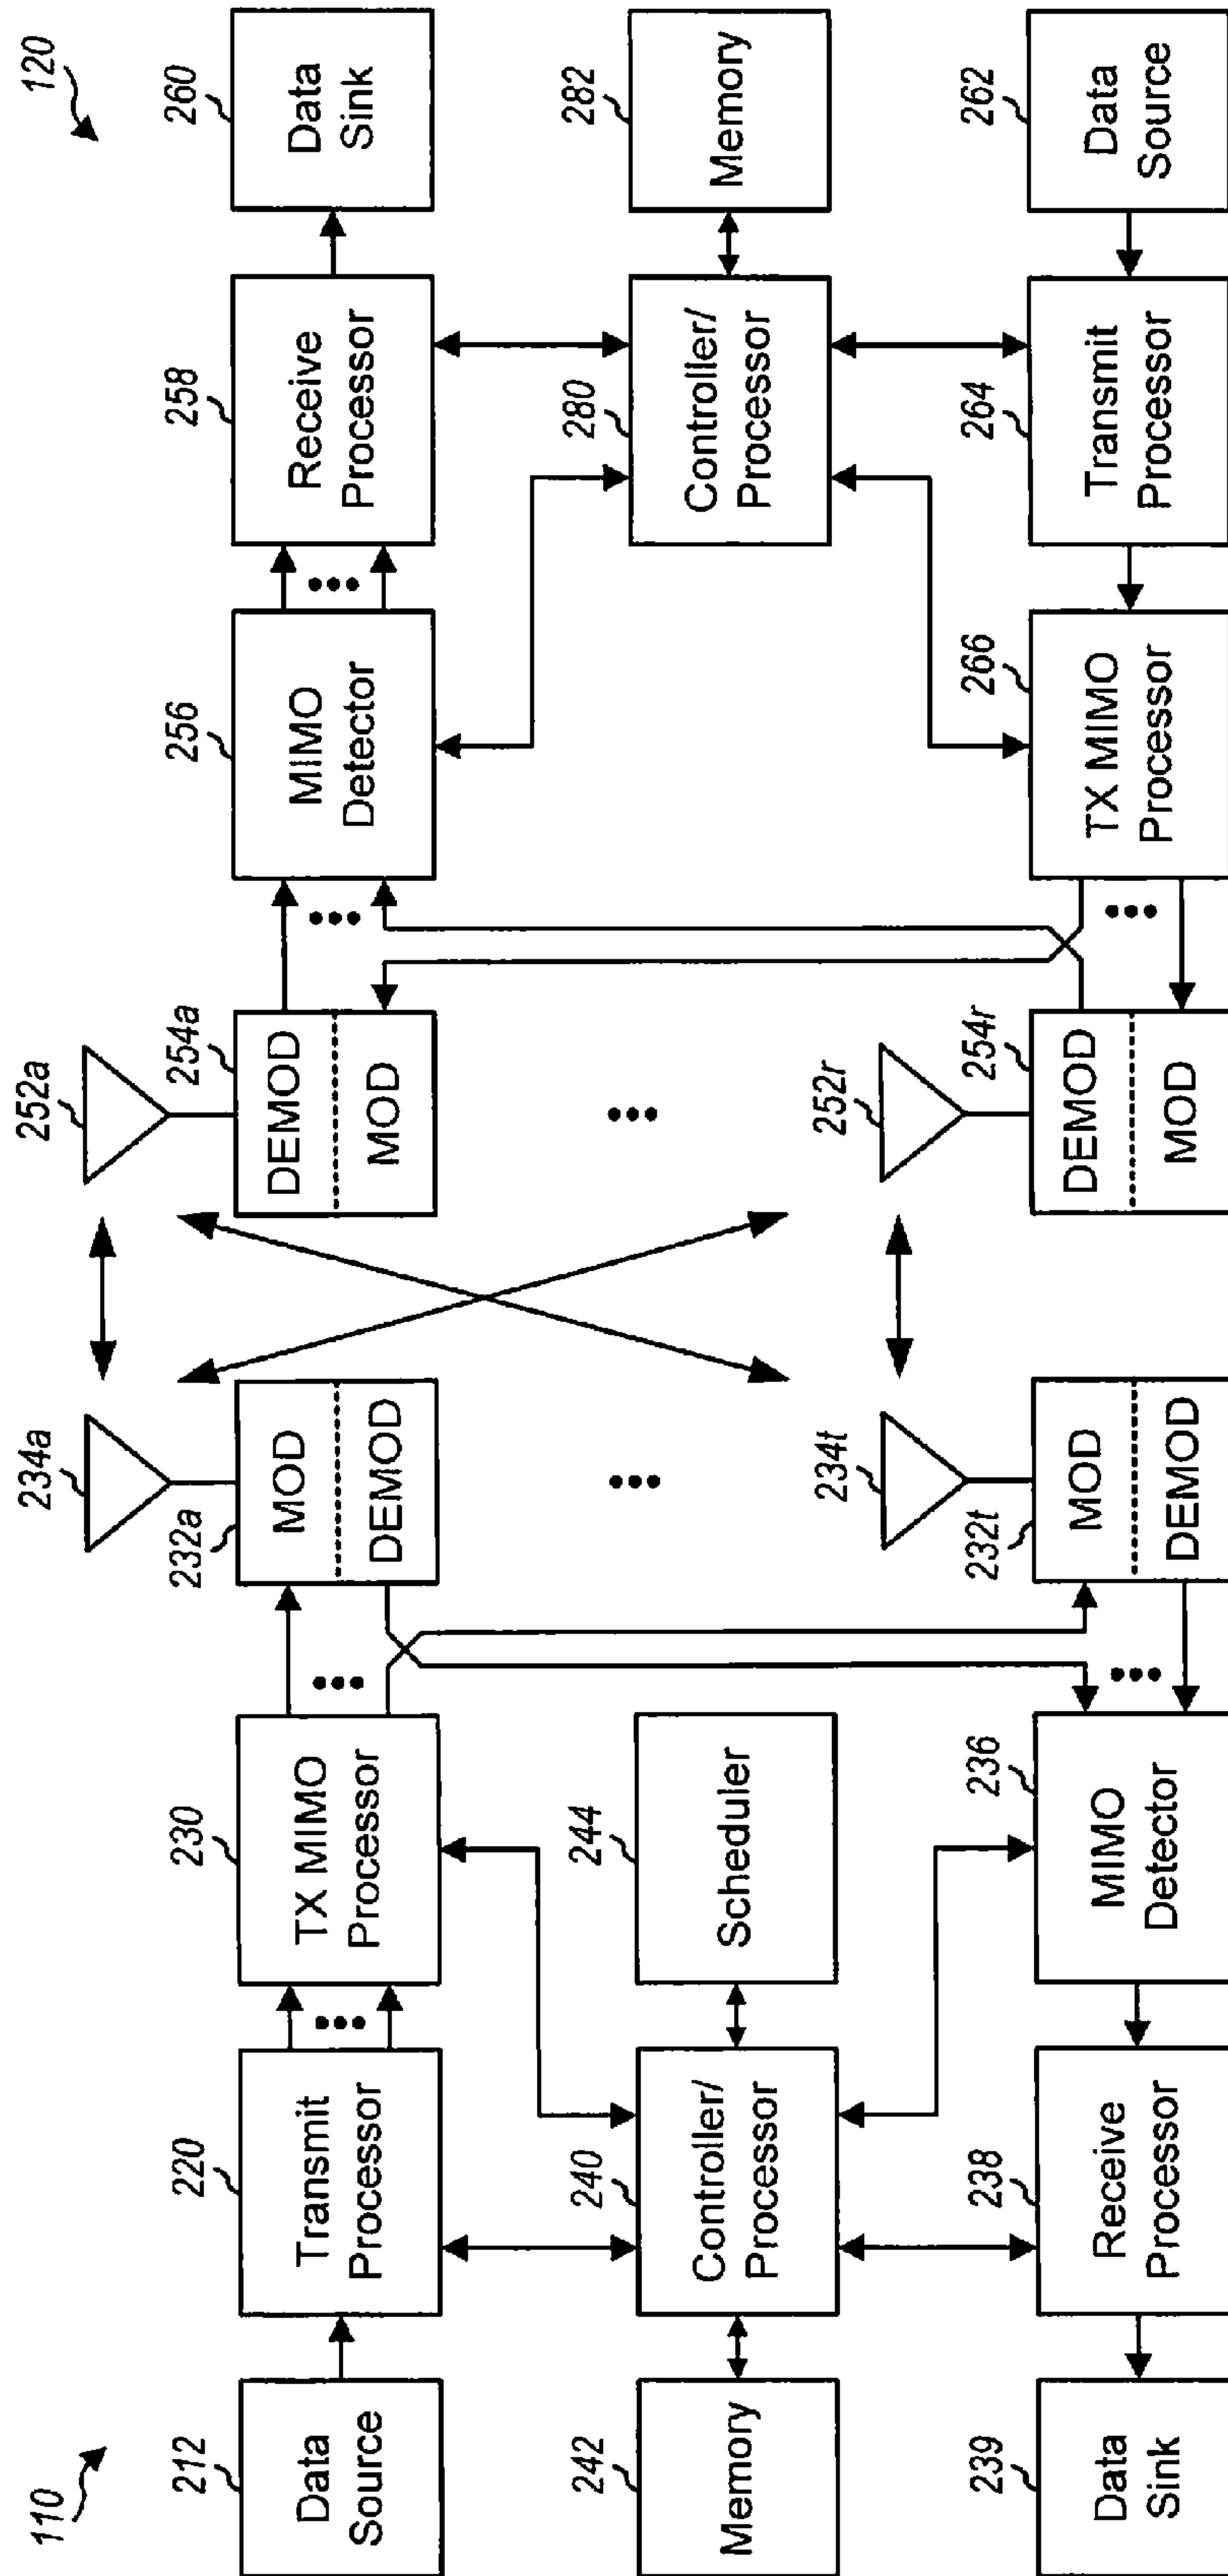 110
120
212
Data
Source
220
Transmit
Processor
230
TX MIMO
Processor
232a
MOD
DEMOD
234a
252a
254a
DEMOD
MOD
256
MIMO
Detector
258
Receive
Processor
260
Data
Sink
242
Memory
240
Controller/
Processor
244
Scheduler
280
Controller/
Processor
282
Memory
239
Data
Sink
238
Receive
Processor
236
MIMO
Detector
232t
MOD
DEMOD
234t
252r
254r
DEMOD
MOD
266
TX MIMO
Processor
264
Transmit
Processor
262
Data
Source